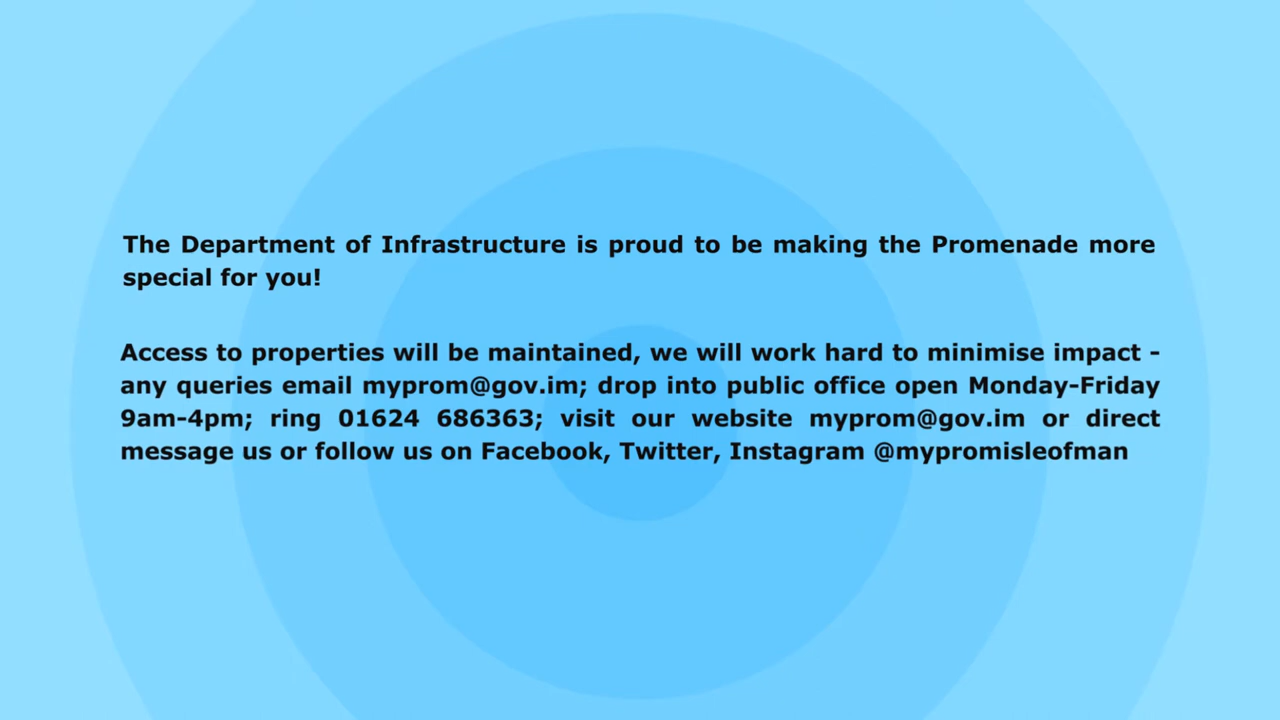 The Department of Infrastructure is proud to be making the Promenade more
special for you!
Access to properties will be maintained, we will work hard to minimise impact -
any queries email myprom@gov.im; drop into public office open Monday-Friday
9am-4pm; ring 01624 686363; visit our website myprom@gov.im or direct
message us or follow us on Facebook, Twitter, Instagram @mypromisleofman